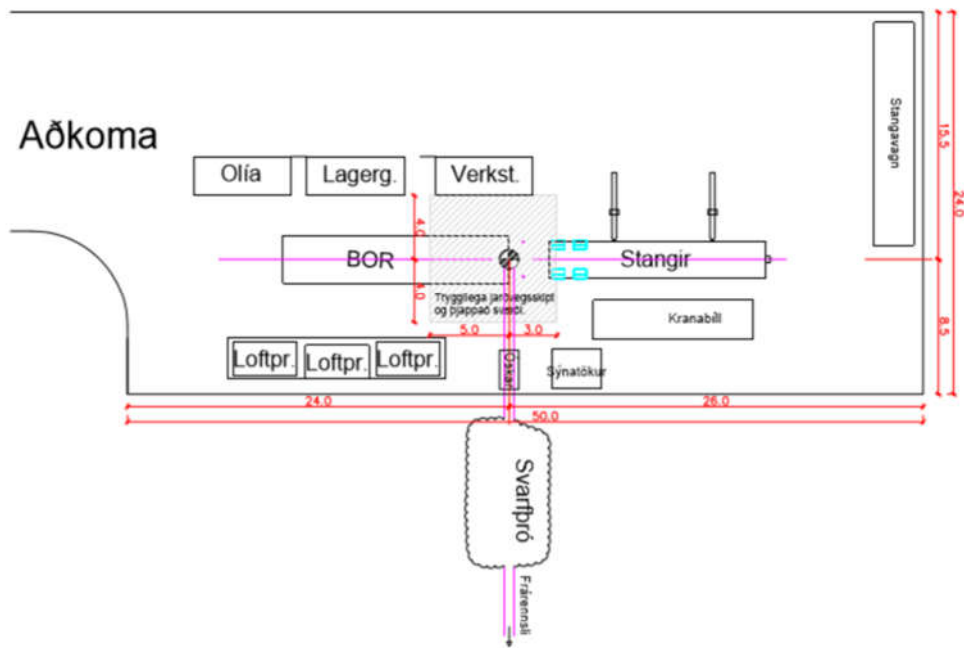 Aðkoma
Olía
Lagerg.
Verkst.
Stangavagn
15.5
24.0
4.0
BOR
Stangir
4.0
Tryggilega jarðvegsskipt
og þjappað svæði.
5.0
3.0
Kranabíll
8.5
Loftpr.
Loftpr.
Loftpr.
Sýnatökur
24.0
26.0
50.0
Svarfþró
Frárennsli